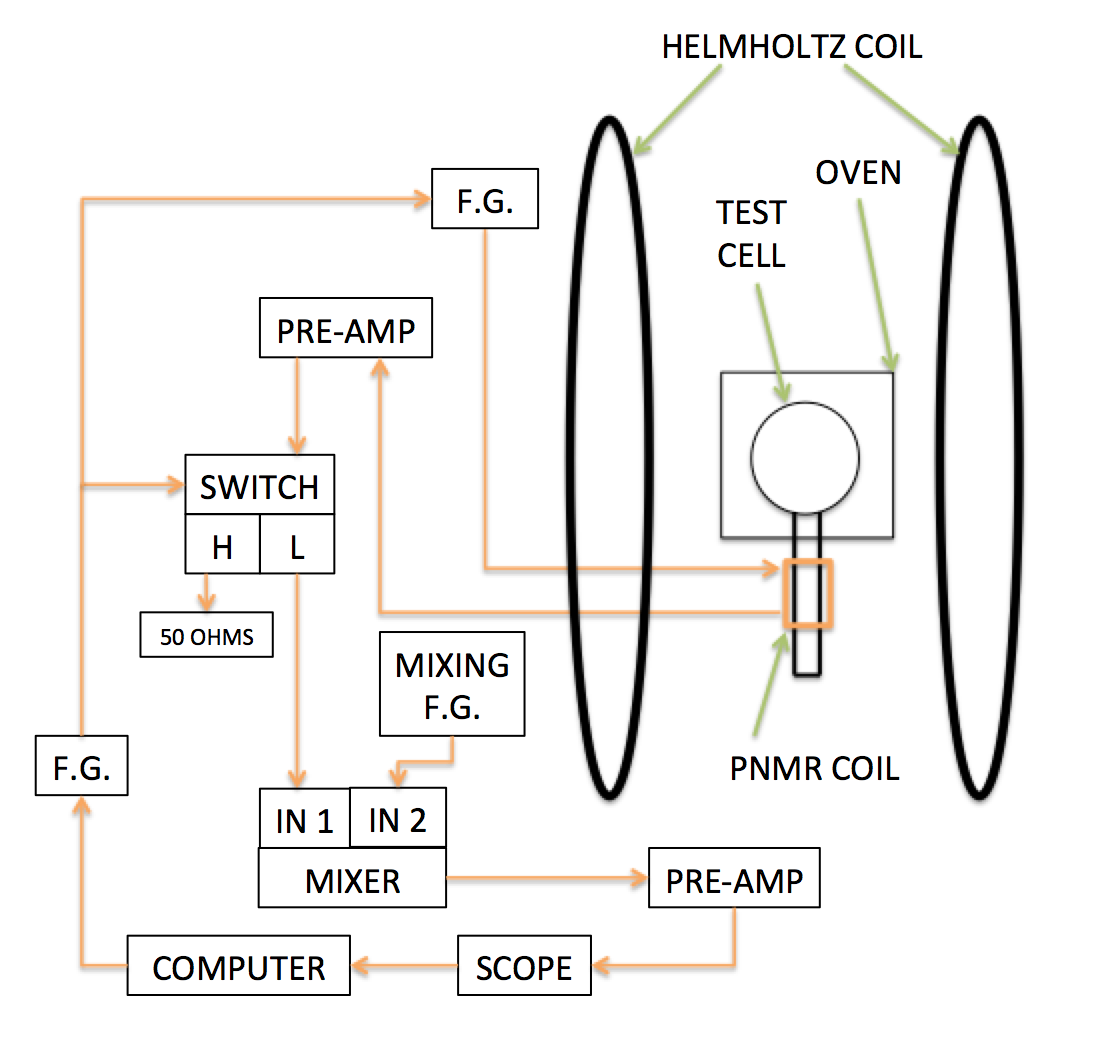 HELMHOLTZ COIL
OVEN
TEST
CELL
F.G.
PRE-AMP
SWITCH
H L
50 OHMS
MIXING
F.G.
F.G.
PNMR COIL
IN 1 IN 2
MIXER
PRE-AMP
COMPUTER
SCOPE